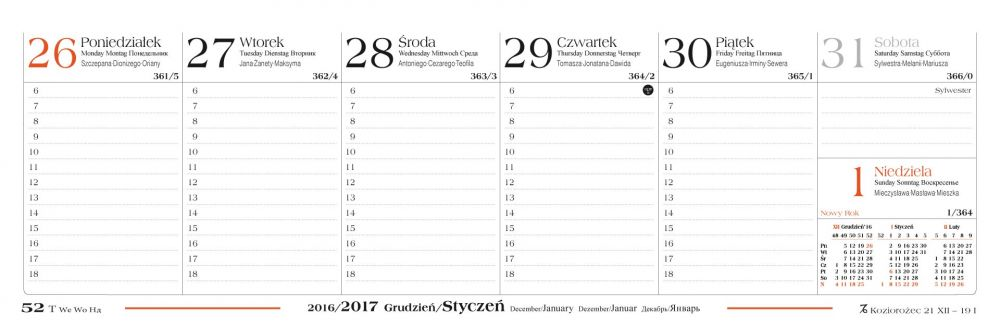 26 Poniedziałek
Monday Montag Понедельник
Szczepana Dionizego Oriany
361/5
6
7
8
9
10
11
12
13
14
15
16
17
18
27 Wtorek
Tuesday Dienstag Вторник
Jana Żanety Maksyma
362/4
6
7
8
9
10
11
12
13
14
15
16
17
18
28 Środa
Wednesday Mittwoch Среда
Antoniego Cezarego Teofila
363/3
6
7
8
9
10
11
12
13
14
15
16
17
18
29 Czwartek
Thursday Donnerstag Четверг
Tomasza Jonatana Dawida
364/2
6
7
8
9
10
11
12
13
14
15
16
17
18
30 Piątek
Friday Freitag Пятница
Eugeniusza Irminy Sewera
365/1
6
7
8
9
10
11
12
13
14
15
16
17
18
31 Sobota
Saturday Samstag Суббота
Sylwestra Melanii Mariusza
366/0
Sylwester
1 Niedziela
Sunday Sonntag Воскресенье
Mieczysława Masława Mieszka
Nowy Rok 1/364
XII Grudzień'16 I Styczeń II Luty
48 49 50 51 52 52 1 2 3 4 5 5 6 7 8 9
Pn 5 12 19 26 2 9 16 23 30 6 13 20 27
Wt 6 13 20 27 3 10 17 24 31 7 14 21 28
Śr 7 14 21 28 4 11 18 25 1 8 15 22
Cz 1 8 15 22 29 5 12 19 26 2 9 16 23
Pt 2 9 16 23 30 6 13 20 27 3 10 17 24
So 3 10 17 24 31 7 14 21 28 4 11 18 25
N 4 11 18 25 1 8 15 22 29 5 12 19 26
52 T We Wo Нд 2016/2017 Grudzień/Styczeń December/January Dezember/Januar Декабрь/Январь ♑ Koziorożec 21 XII – 19 I